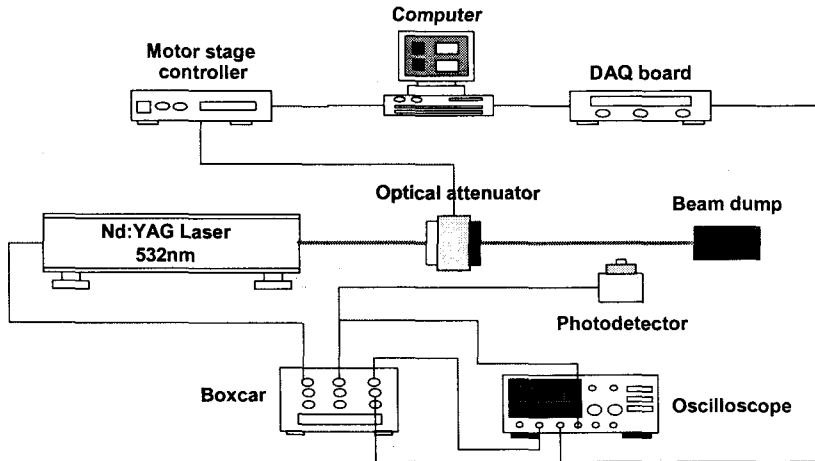 Computer
Motor stage
controller
DAQ board
Optical attenuator
Beam dump
Nd:YAG Laser
532nm
Photodetector
Boxcar
Oscilloscope